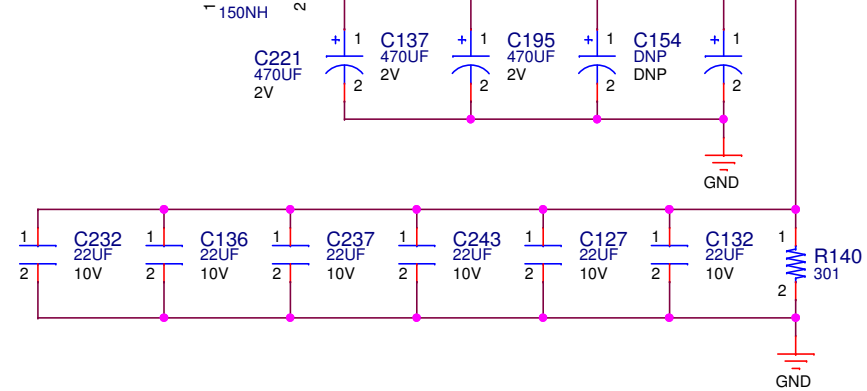 1
150NH
2
C221
470UF
2V
+ 1
2
C137
470UF
2V
+ 1
2
C195
470UF
2V
+ 1
2
C154
DNP
DNP
+ 1
2
GND
1
2
C232
22UF
10V
1
2
C136
22UF
10V
1
2
C237
22UF
10V
1
2
C243
22UF
10V
1
2
C127
22UF
10V
1
2
C132
22UF
10V
1
2
R140
301
GND